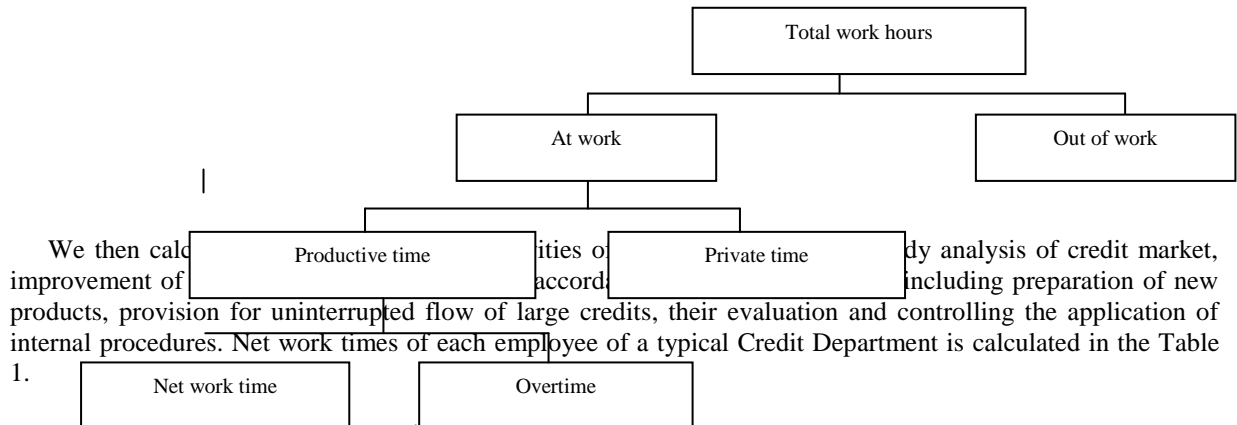 Total work hours
At work
Out of work
Productive time
Private time
We then calc rities of dy analysis of credit market,
improvement of accorda including preparation of new
products, provision for uninterrupted flow of large credits, their evaluation and controlling the application of
internal procedures. Net work times of each employee of a typical Credit Department is calculated in the Table
1.
Net work time
Overtime